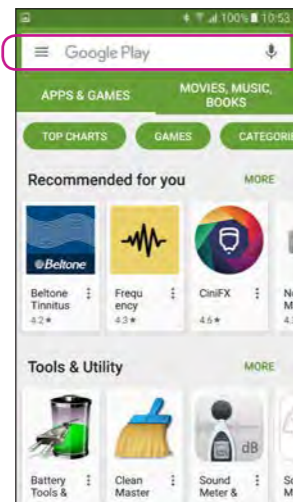 100% 10:53
Google Play
APPS & GAMES
MOVIES, MUSIC,
BOOKS
TOP CHARTS GAMES CATEGORIE
Recommended for you MORE
Beltone
Beltone
Tinnitus
4.2★
Frequ
ency
4.3★
CiniFX
4.6★
Tools & Utility MORE
dB
Battery
Tools &
Clean
Master
Sound
Meter &